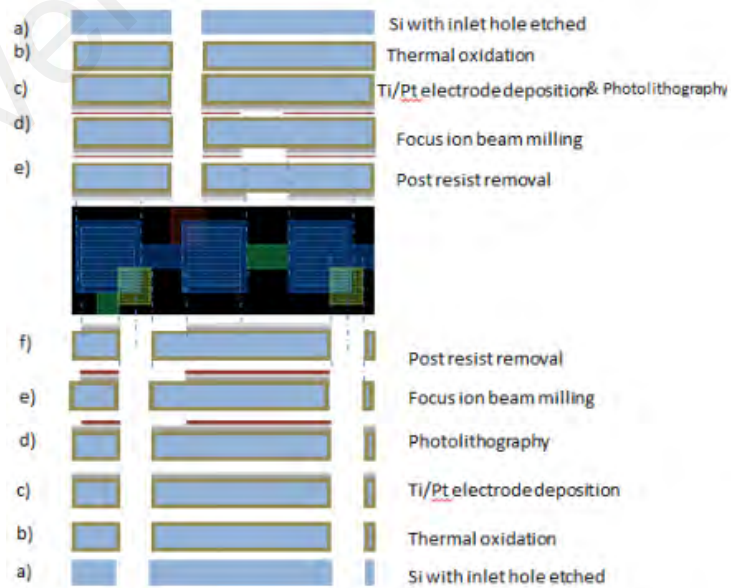 a) Si with inlet hole etched
b) Thermal oxidation
c) Ti/Pt electrode deposition & Photolithography
d) Focus ion beam milling
e) Post resist removal
f) Post resist removal
e) Focus ion beam milling
d) Photolithography
c) Ti/Pt electrode deposition
b) Thermal oxidation
a) Si with inlet hole etched